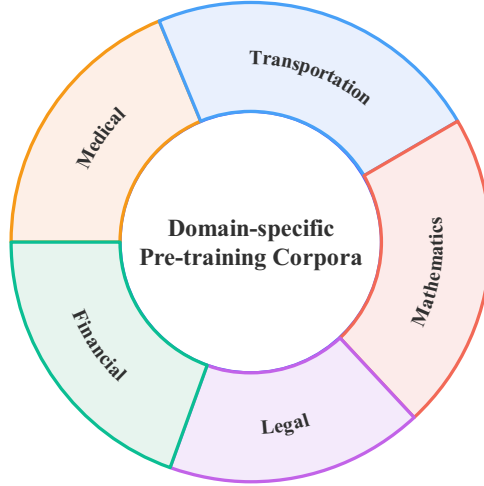 Transportation
Medical
Domain-specific
Pre-training Corpora
Mathematics
Financial
Legal